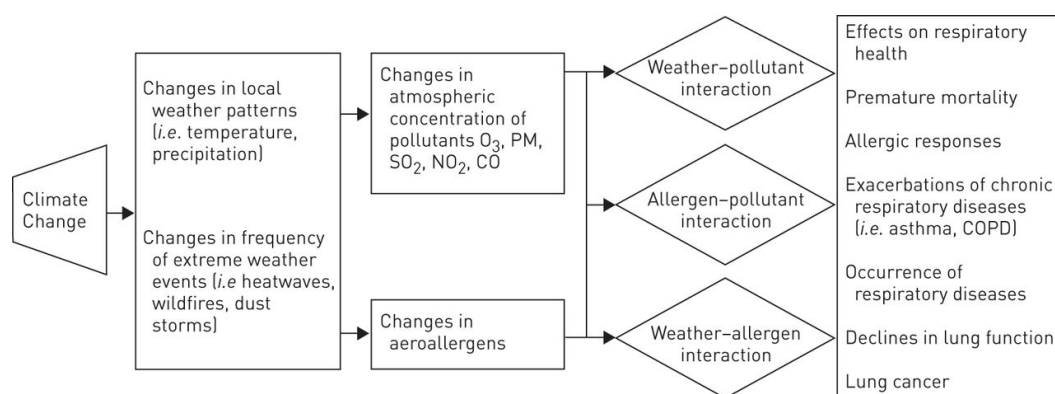 Climate
Change
Changes in local
weather patterns
(i.e. temperature,
precipitation)
Changes in frequency
of extreme weather
events (i.e heatwaves,
wildfires, dust
storms)
Changes in
atmospheric
concentration of
pollutants O₃, PM,
SO₂, NO₂, CO
Changes in
aeroallergens
Weather–pollutant
interaction
Allergen–pollutant
interaction
Weather–allergen
interaction
Effects on respiratory
health
Premature mortality
Allergic responses
Exacerbations of chronic
respiratory diseases
(i.e. asthma, COPD)
Occurrence of
respiratory diseases
Declines in lung function
Lung cancer